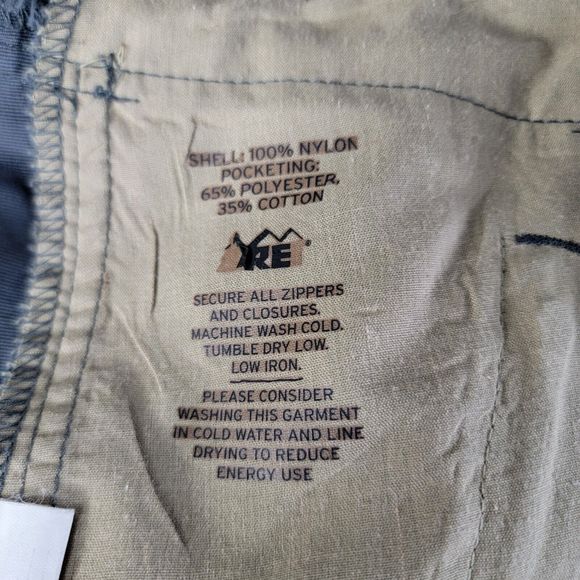 SHELL: 100% NYLON
POCKETING:
65% POLYESTER,
35% COTTON
REI®
SECURE ALL ZIPPERS
AND CLOSURES.
MACHINE WASH COLD.
TUMBLE DRY LOW.
LOW IRON.
PLEASE CONSIDER
WASHING THIS GARMENT
IN COLD WATER AND LINE
DRYING TO REDUCE
ENERGY USE